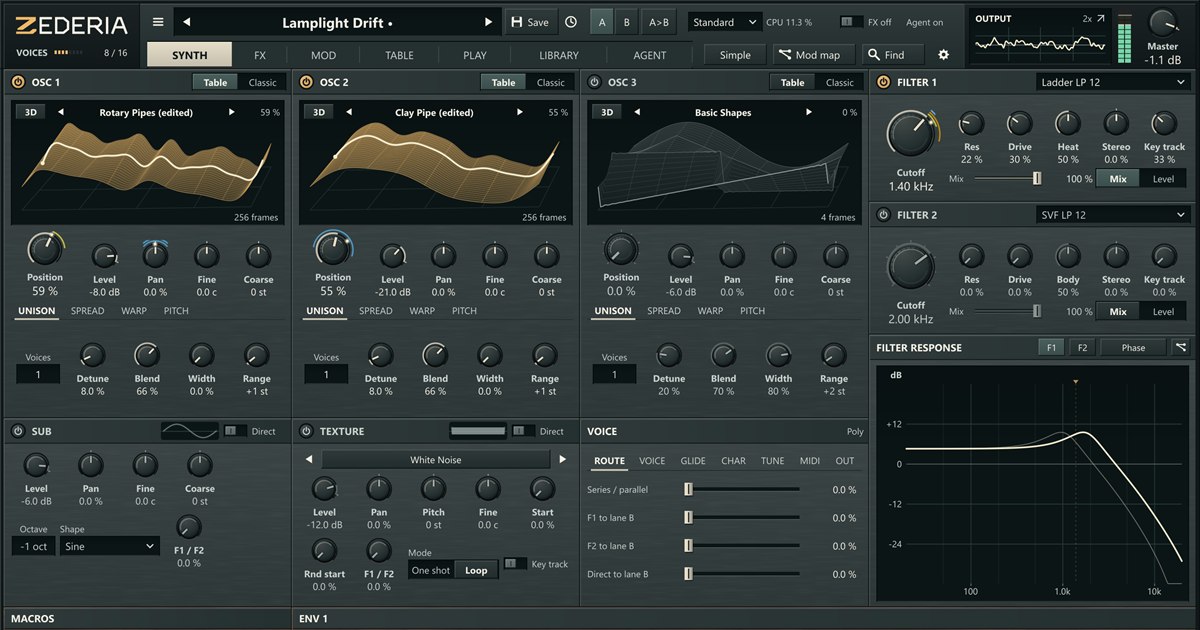 ZEDERIA
VOICES 8 / 16
Lamplight Drift •
Save
A B A>B
Standard
CPU 11.3 %
FX off
Agent on
OUTPUT 2x
Master
-1.1 dB
SYNTH FX MOD TABLE PLAY LIBRARY AGENT
Simple Mod map Find
OSC 1 Table Classic
3D Rotary Pipes (edited) 59 %
256 frames
Position Level Pan Fine Coarse
59 % -8.0 dB 0.0 % 0.0 c 0 st
UNISON SPREAD WARP PITCH
Voices
1
Detune Blend Width Range
8.0 % 66 % 0.0 % +1 st
OSC 2 Table Classic
3D Clay Pipe (edited) 55 %
256 frames
Position Level Pan Fine Coarse
55 % -21.0 dB 0.0 % 0.0 c 0 st
UNISON SPREAD WARP PITCH
Voices
1
Detune Blend Width Range
8.0 % 66 % 0.0 % +1 st
OSC 3 Table Classic
3D Basic Shapes 0 %
4 frames
Position Level Pan Fine Coarse
0.0 % -6.0 dB 0.0 % 0.0 c 0 st
UNISON SPREAD WARP PITCH
Voices
1
Detune Blend Width Range
20 % 70 % 80 % +2 st
FILTER 1 Ladder LP 12
Res Drive Heat Stereo Key track
22 % 30 % 50 % 0.0 % 33 %
Cutoff
1.40 kHz
Mix 100 % Mix Level
FILTER 2 SVF LP 12
Res Drive Body Stereo Key track
0.0 % 0.0 % 50 % 0.0 % 0.0 %
Cutoff
2.00 kHz
Mix 100 % Mix Level
FILTER RESPONSE F1 F2 Phase
dB
+12
0
-12
-24
100 1.0k 10k
SUB Direct
Level Pan Fine Coarse
-6.0 dB 0.0 % 0.0 c 0 st
Octave Shape
-1 oct Sine
F1 / F2
0.0 %
TEXTURE Direct
White Noise
Level Pan Pitch Fine Start
-12.0 dB 0.0 % 0 st 0.0 c 0.0 %
Rnd start F1 / F2
0.0 % 0.0 %
Mode
One shot Loop
Key track
VOICE Poly
ROUTE VOICE GLIDE CHAR TUNE MIDI OUT
Series / parallel 0.0 %
F1 to lane B 0.0 %
F2 to lane B 0.0 %
Direct to lane B 0.0 %
MACROS
ENV 1